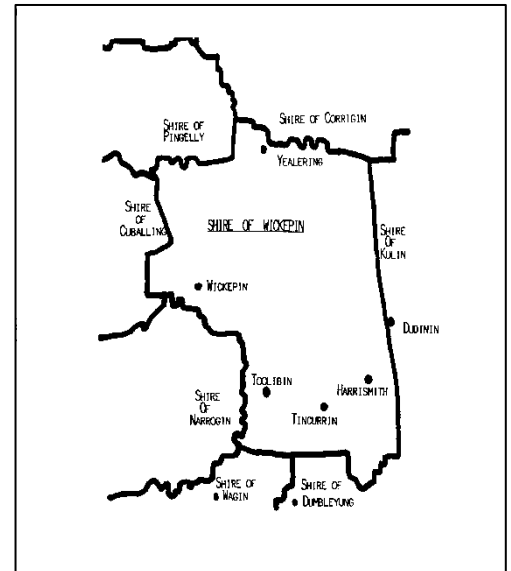 SHIRE OF CORRIGIN
SHIRE OF
PINGELLY
YEALERING
SHIRE
OF
CUBALLING
SHIRE OF WICKEPIN
SHIRE
OF
KULIN
WICKEPIN
DUDININ
TOOLIBIN
HARRISMITH
SHIRE
OF
NARROGIN
TINCURRIN
SHIRE OF
WAGIN
SHIRE OF
DUMBLEYUNG